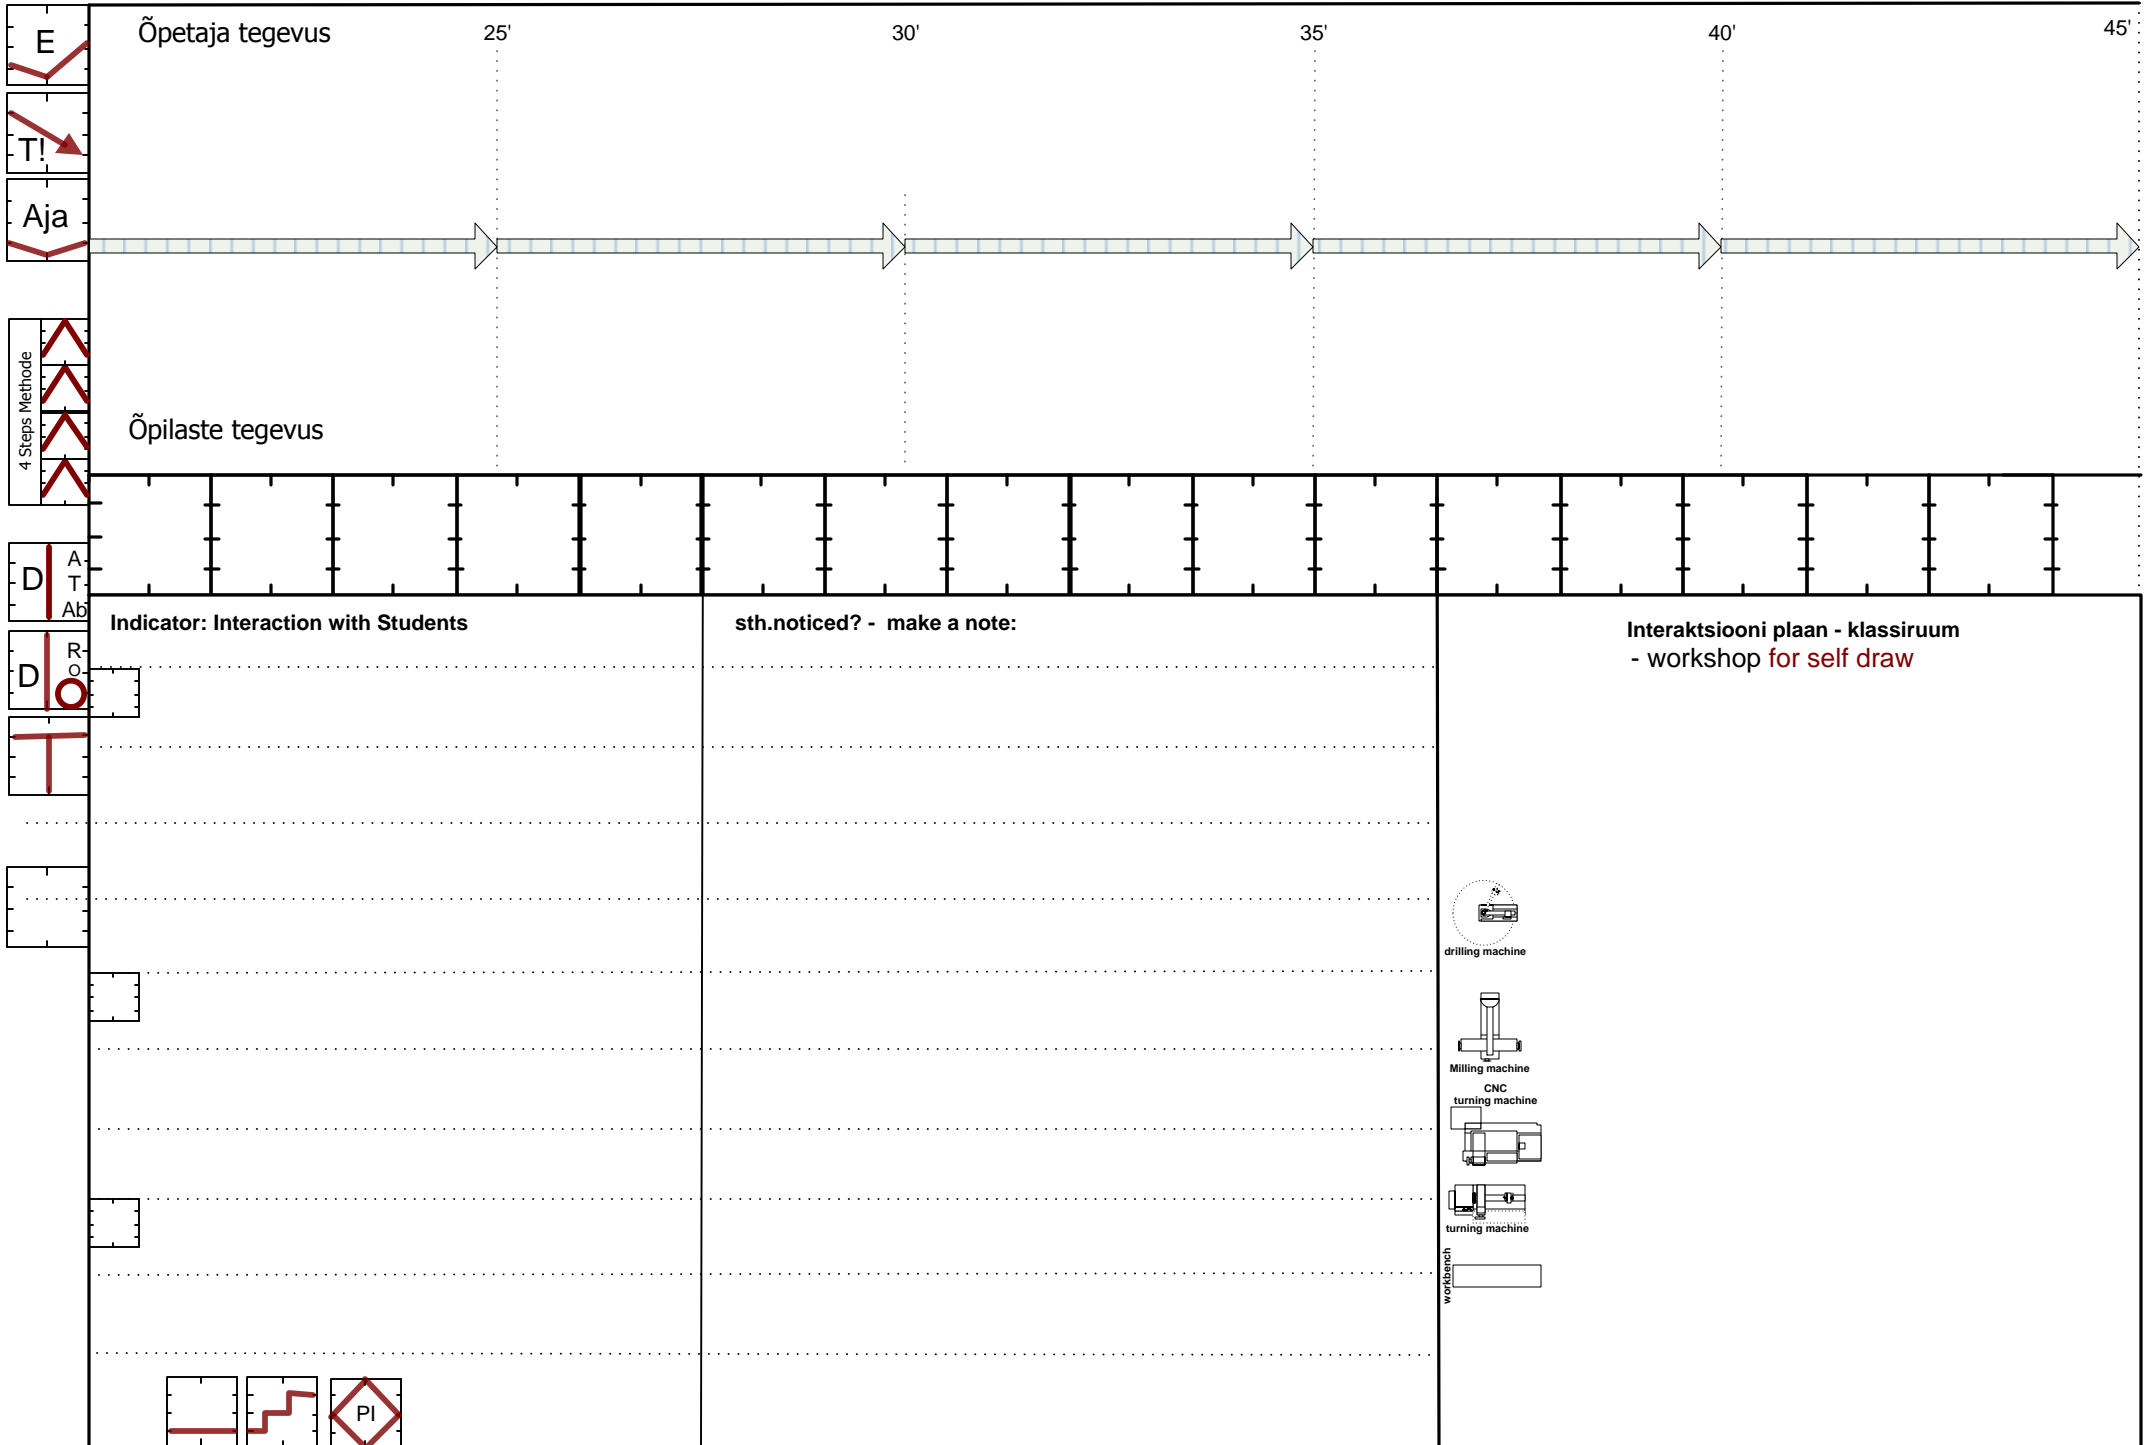 E
Õpetaja tegevus
25'
30'
35'
40'
45'
T!
Aja
4 Steps Methode
Õpilaste tegevus
D
A
T
Ab
D
R
O
Indicator: Interaction with Students
sth.noticed? - make a note:
Interaktsiooni plaan - klassiruum
- workshop for self draw
drilling machine
Milling machine
CNC
turning machine
turning machine
workbench
PI